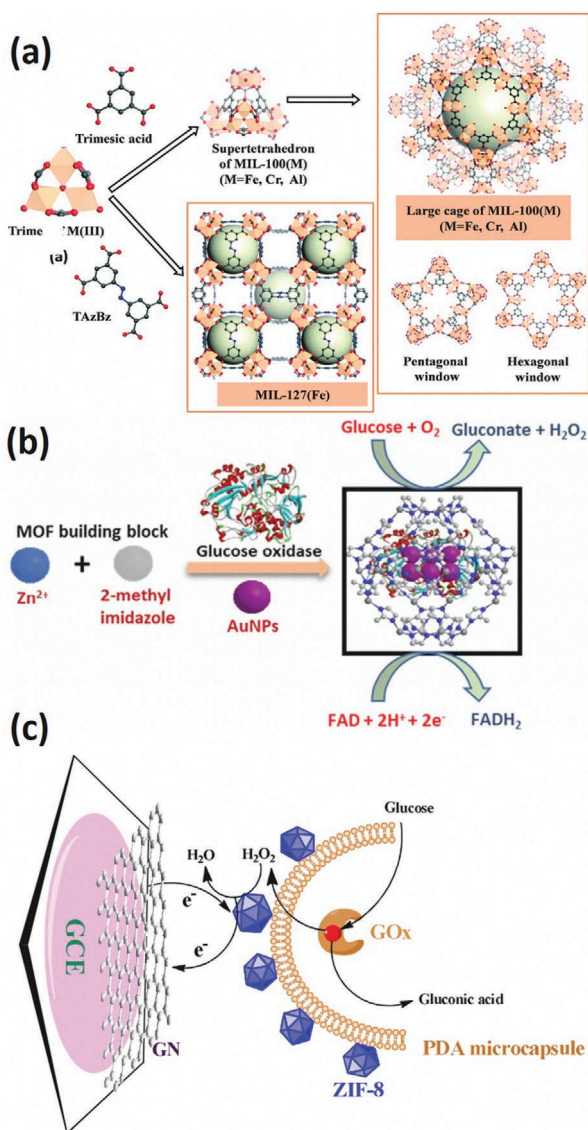 (a)
Trimesic acid
Supertetrahedron
of MIL-100(M)
(M=Fe, Cr, Al)
Large cage of MIL-100(M)
(M=Fe, Cr, Al)
Trime M(III)
(a)
TAzBz
MIL-127(Fe)
Pentagonal
window
Hexagonal
window
(b)
Glucose + O₂
Gluconate + H₂O₂
MOF building block
+
Glucose oxidase
Zn²⁺
2-methyl
imidazole
AuNPs
FAD + 2H⁺ + 2e⁻
FADH₂
(c)
Glucose
H₂O
H₂O₂
e⁻
GOx
GCE
e⁻
Gluconic acid
GN
PDA microcapsule
ZIF-8